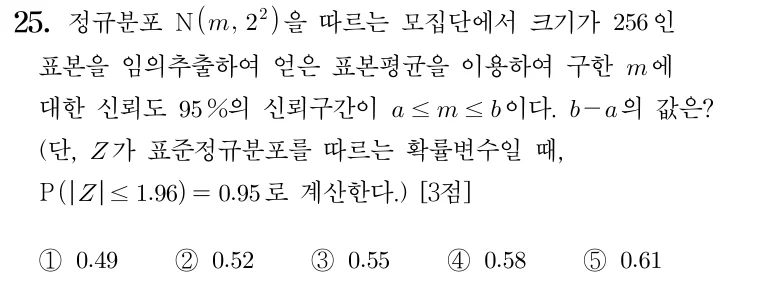 25. 정규분포 N(m, 2²)을 따르는 모집단에서 크기가 256인
표본을 임의추출하여 얻은 표본평균을 이용하여 구한 m에
대한 신뢰도 95%의 신뢰구간이 a≤m≤b이다. b-a의 값은?
(단, Z가 표준정규분포를 따르는 확률변수일 때,
P(|Z|≤1.96)=0.95로 계산한다.) [3점]
① 0.49 ② 0.52 ③ 0.55 ④ 0.58 ⑤ 0.61